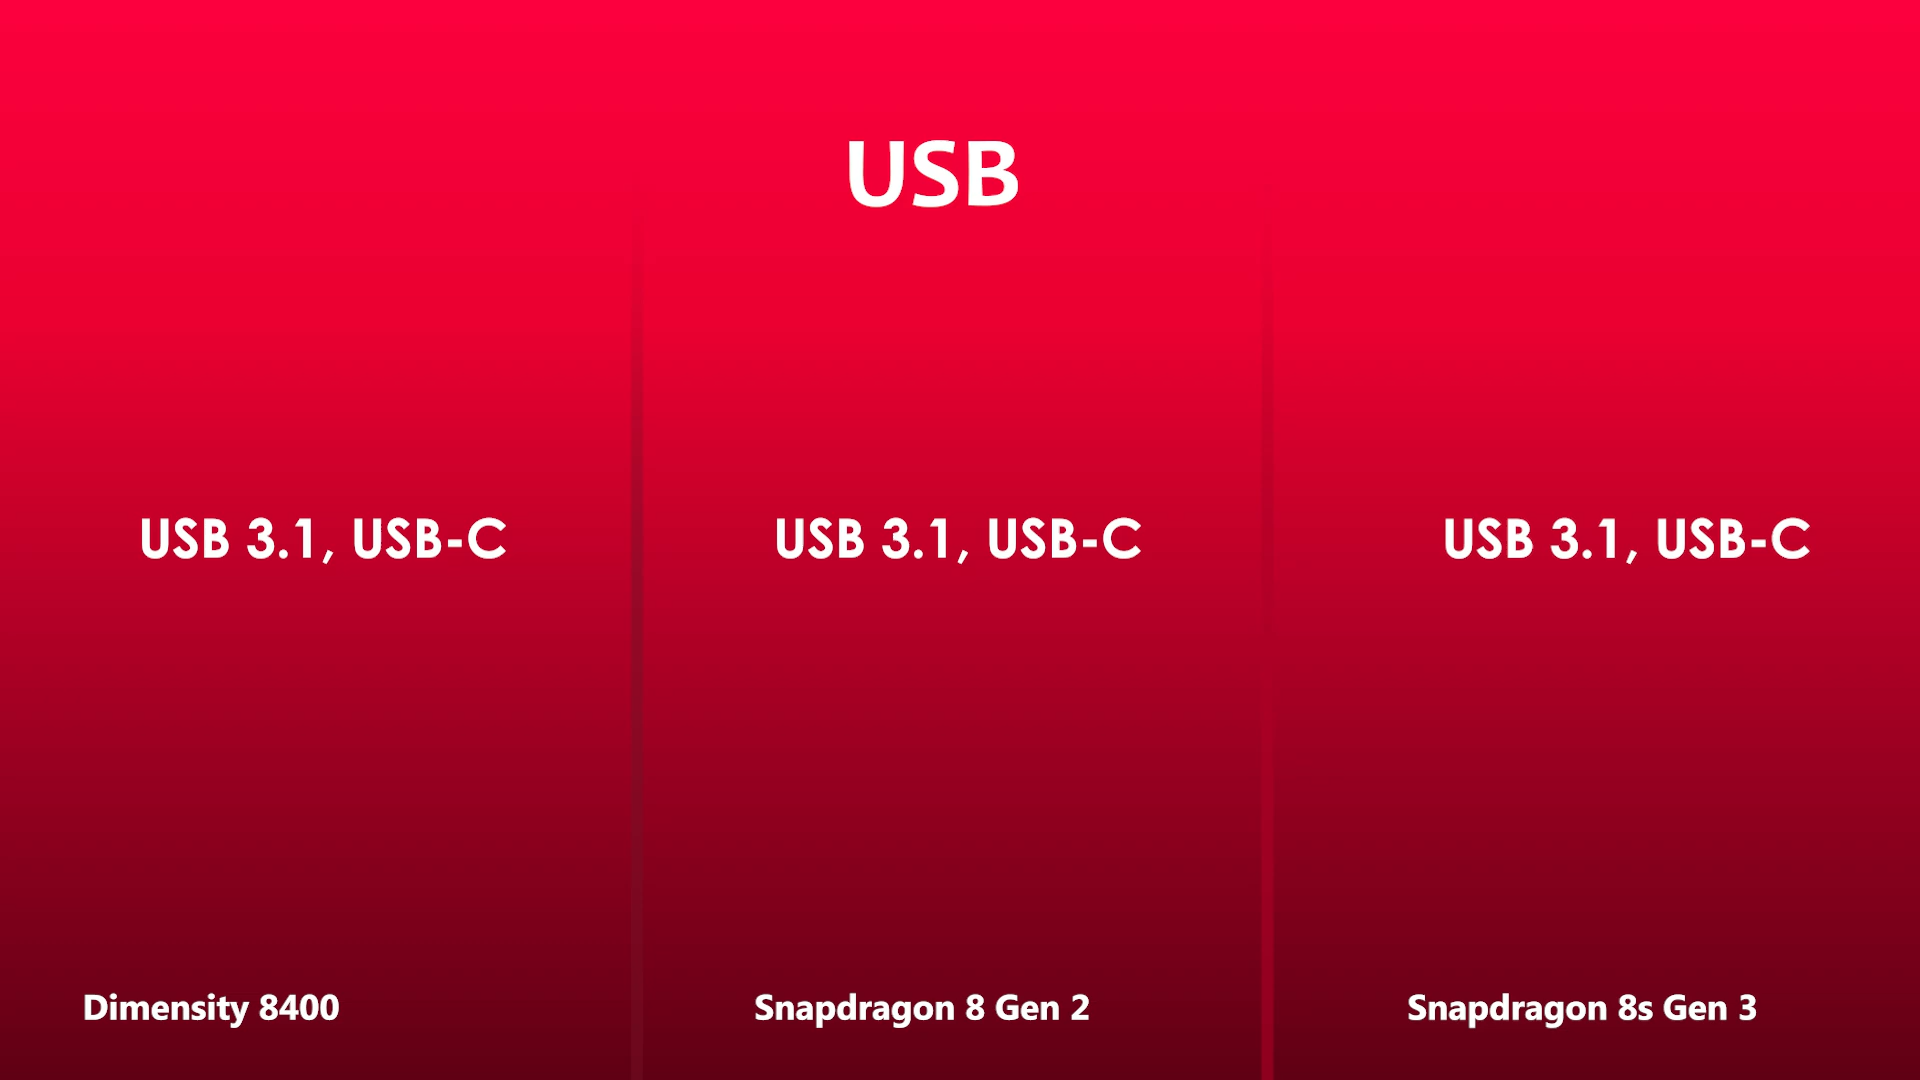 USB
USB 3.1, USB-C
USB 3.1, USB-C
USB 3.1, USB-C
Dimensity 8400
Snapdragon 8 Gen 2
Snapdragon 8s Gen 3